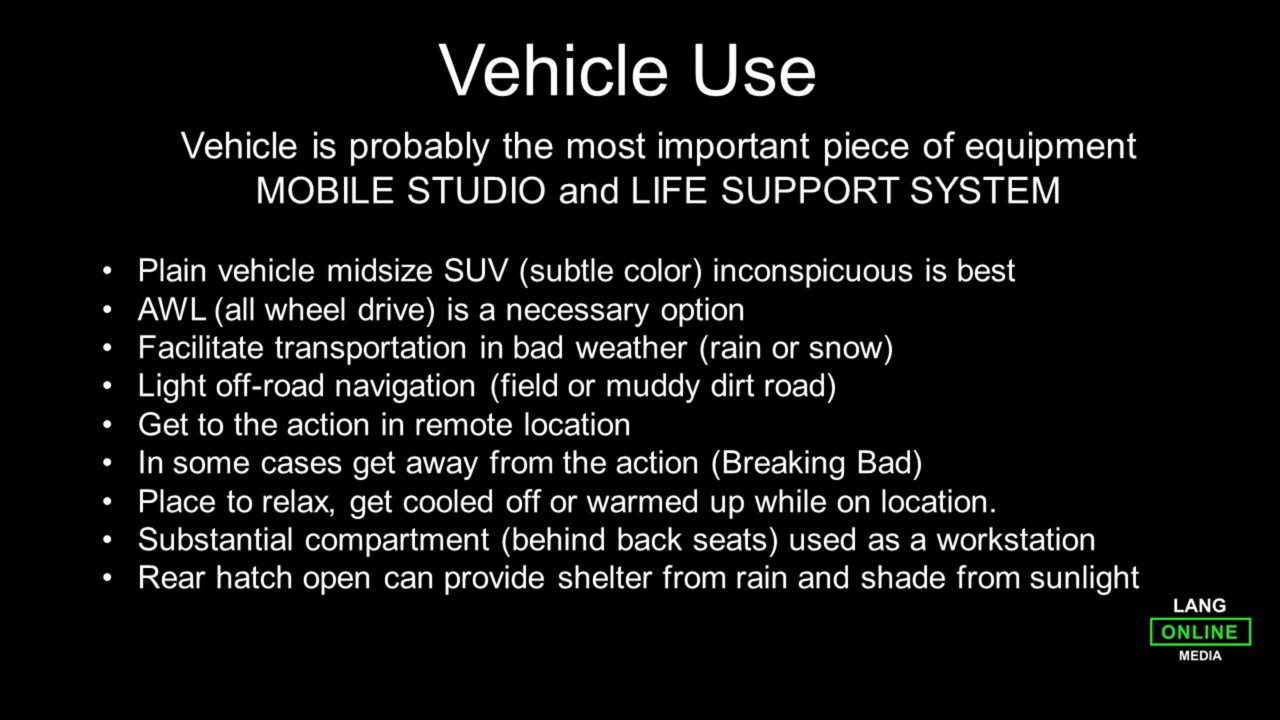 Vehicle Use
Vehicle is probably the most important piece of equipment
MOBILE STUDIO and LIFE SUPPORT SYSTEM
• Plain vehicle midsize SUV (subtle color) inconspicuous is best
• AWL (all wheel drive) is a necessary option
• Facilitate transportation in bad weather (rain or snow)
• Light off-road navigation (field or muddy dirt road)
• Get to the action in remote location
• In some cases get away from the action (Breaking Bad)
• Place to relax, get cooled off or warmed up while on location.
• Substantial compartment (behind back seats) used as a workstation
• Rear hatch open can provide shelter from rain and shade from sunlight
LANG
ONLINE
MEDIA